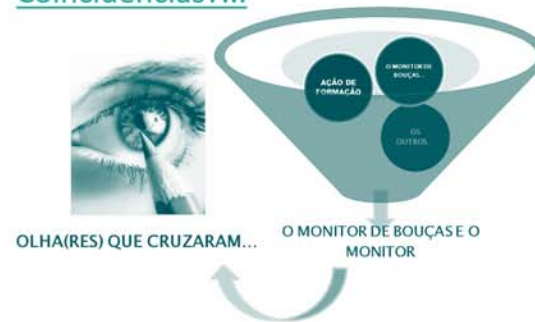 Coincidências?...
O MONITOR DE
BOUÇAS...
AÇÃO DE
FORMAÇÃO
OS
OUTROS
OLHA(RES) QUE CRUZARAM...
O MONITOR DE BOUÇAS E O
MONITOR